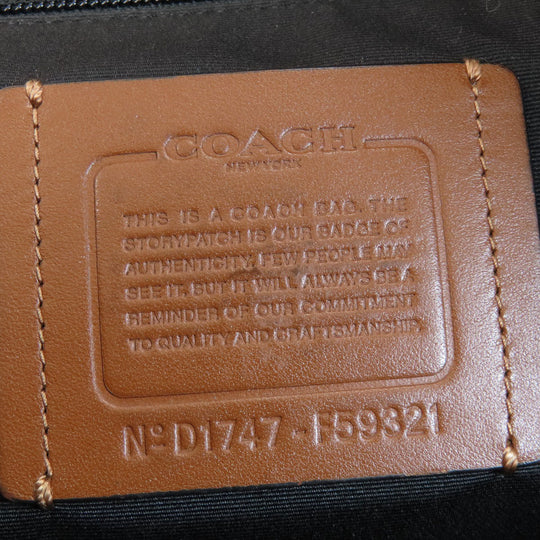 COACH
NEW YORK
THIS IS A COACH BAG. THE
STORYPATCH IS OUR BADGE OF
AUTHENTICITY. FEW PEOPLE MAY
SEE IT, BUT IT WILL ALWAYS BE A
REMINDER OF OUR COMMITMENT
TO QUALITY AND CRAFTSMANSHIP.
Nº D1747 - F59321